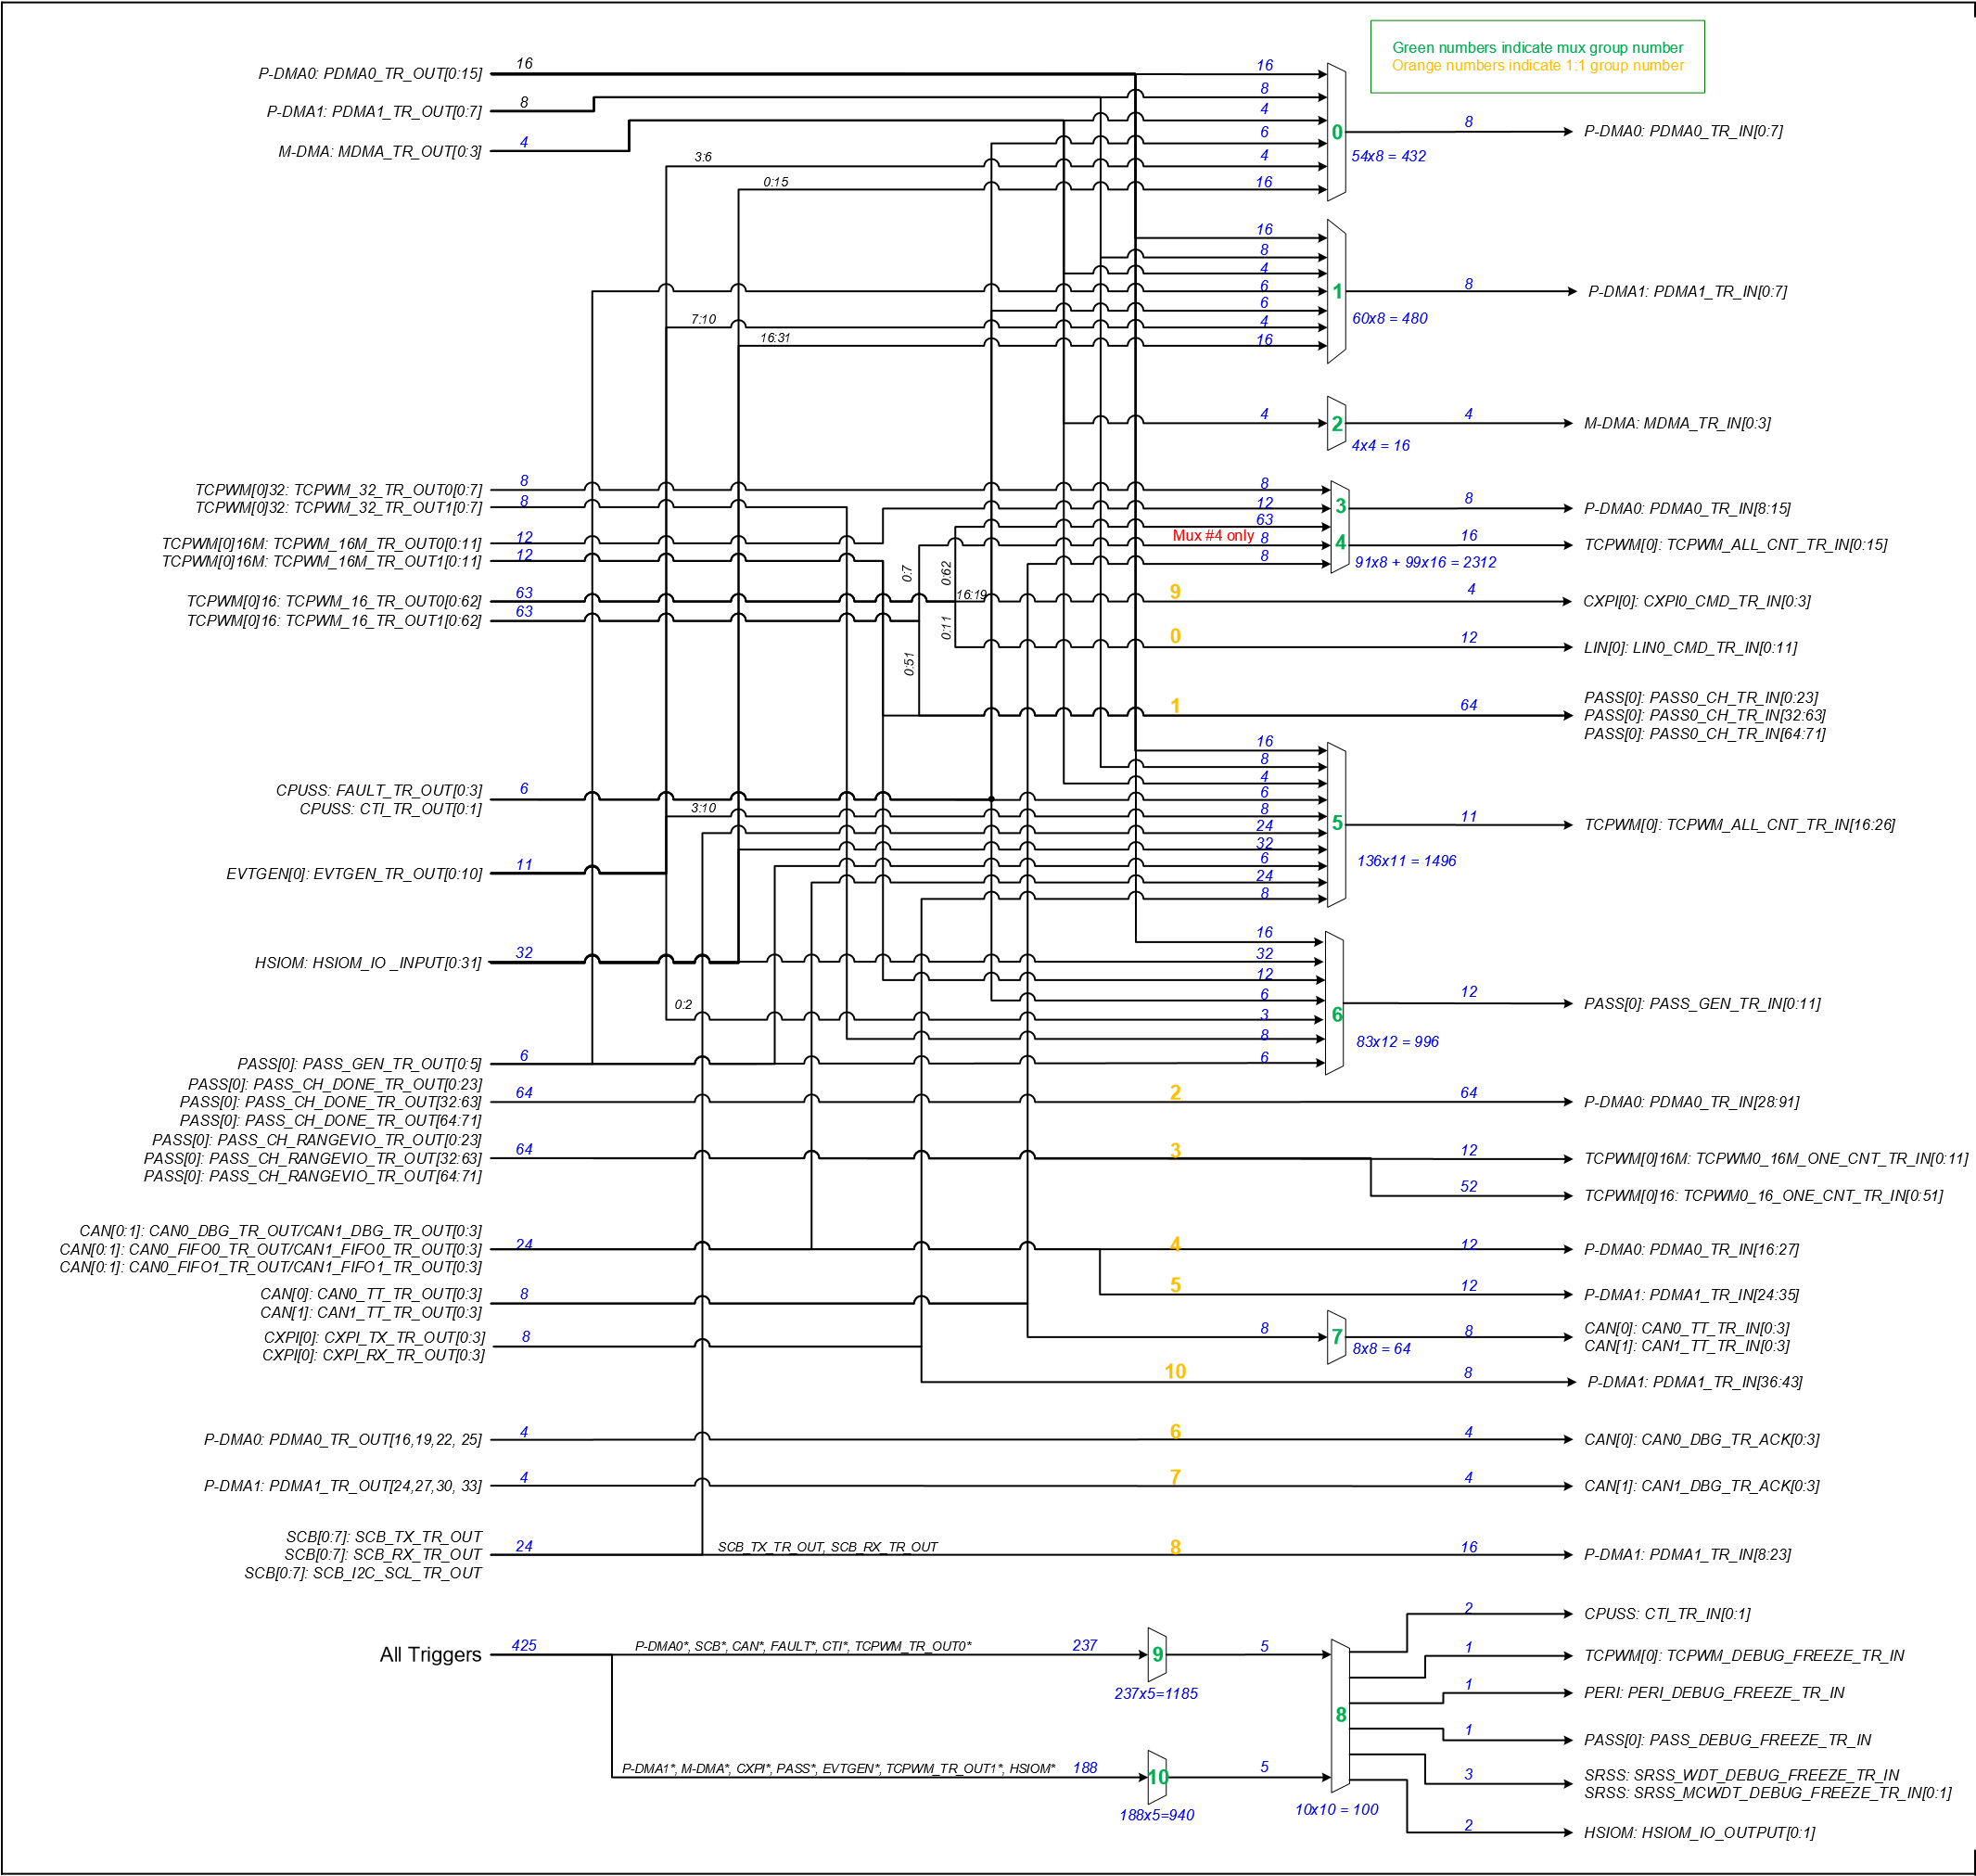 Green numbers indicate mux group number
Orange numbers indicate 1:1 group number
P-DMA0: PDMA0_TR_OUT[0:15]
16
16
P-DMA1: PDMA1_TR_OUT[0:7]
8
8
M-DMA: MDMA_TR_OUT[0:3]
4
4
6
3:6
4
0:15
16
0
8
P-DMA0: PDMA0_TR_IN[0:7]
54x8 = 432
16
8
4
6
6
7:10
4
16:31
16
1
8
P-DMA1: PDMA1_TR_IN[0:7]
60x8 = 480
4
2
4
M-DMA: MDMA_TR_IN[0:3]
4x4 = 16
TCPWM[0]32: TCPWM_32_TR_OUT0[0:7]
8
8
TCPWM[0]32: TCPWM_32_TR_OUT1[0:7]
8
12
3
8
P-DMA0: PDMA0_TR_IN[8:15]
63
TCPWM[0]16M: TCPWM_16M_TR_OUT0[0:11]
12
Mux #4 only
8
4
16
TCPWM[0]: TCPWM_ALL_CNT_TR_IN[0:15]
TCPWM[0]16M: TCPWM_16M_TR_OUT1[0:11]
12
8
91x8 + 99x16 = 2312
0:7
0:62
TCPWM[0]16: TCPWM_16_TR_OUT0[0:62]
63
16:19
9
4
CXPI[0]: CXPI0_CMD_TR_IN[0:3]
TCPWM[0]16: TCPWM_16_TR_OUT1[0:62]
63
0:11
0
12
LIN[0]: LIN0_CMD_TR_IN[0:11]
0:51
1
64
PASS[0]: PASS0_CH_TR_IN[0:23]
PASS[0]: PASS0_CH_TR_IN[32:63]
PASS[0]: PASS0_CH_TR_IN[64:71]
16
8
4
CPUSS: FAULT_TR_OUT[0:3]
CPUSS: CTI_TR_OUT[0:1]
6
6
3:10
8
24
32
6
24
8
5
11
TCPWM[0]: TCPWM_ALL_CNT_TR_IN[16:26]
136x11 = 1496
EVTGEN[0]: EVTGEN_TR_OUT[0:10]
11
16
HSIOM: HSIOM_IO _INPUT[0:31]
32
32
12
6
0:2
3
8
6
6
12
PASS[0]: PASS_GEN_TR_IN[0:11]
83x12 = 996
PASS[0]: PASS_GEN_TR_OUT[0:5]
6
PASS[0]: PASS_CH_DONE_TR_OUT[0:23]
PASS[0]: PASS_CH_DONE_TR_OUT[32:63]
PASS[0]: PASS_CH_DONE_TR_OUT[64:71]
64
2
64
P-DMA0: PDMA0_TR_IN[28:91]
PASS[0]: PASS_CH_RANGEVIO_TR_OUT[0:23]
PASS[0]: PASS_CH_RANGEVIO_TR_OUT[32:63]
PASS[0]: PASS_CH_RANGEVIO_TR_OUT[64:71]
64
3
12
TCPWM[0]16M: TCPWM0_16M_ONE_CNT_TR_IN[0:11]
52
TCPWM[0]16: TCPWM0_16_ONE_CNT_TR_IN[0:51]
CAN[0:1]: CAN0_DBG_TR_OUT/CAN1_DBG_TR_OUT[0:3]
CAN[0:1]: CAN0_FIFO0_TR_OUT/CAN1_FIFO0_TR_OUT[0:3]
CAN[0:1]: CAN0_FIFO1_TR_OUT/CAN1_FIFO1_TR_OUT[0:3]
24
4
12
P-DMA0: PDMA0_TR_IN[16:27]
5
12
P-DMA1: PDMA1_TR_IN[24:35]
CAN[0]: CAN0_TT_TR_OUT[0:3]
CAN[1]: CAN1_TT_TR_OUT[0:3]
8
8
7
8
CAN[0]: CAN0_TT_TR_IN[0:3]
CAN[1]: CAN1_TT_TR_IN[0:3]
8x8 = 64
CXPI[0]: CXPI_TX_TR_OUT[0:3]
CXPI[0]: CXPI_RX_TR_OUT[0:3]
8
10
8
P-DMA1: PDMA1_TR_IN[36:43]
P-DMA0: PDMA0_TR_OUT[16,19,22, 25]
4
6
4
CAN[0]: CAN0_DBG_TR_ACK[0:3]
P-DMA1: PDMA1_TR_OUT[24,27,30, 33]
4
7
4
CAN[1]: CAN1_DBG_TR_ACK[0:3]
SCB[0:7]: SCB_TX_TR_OUT
SCB[0:7]: SCB_RX_TR_OUT
SCB[0:7]: SCB_I2C_SCL_TR_OUT
24
SCB_TX_TR_OUT, SCB_RX_TR_OUT
8
16
P-DMA1: PDMA1_TR_IN[8:23]
All Triggers
425
P-DMA0*, SCB*, CAN*, FAULT*, CTI*, TCPWM_TR_OUT0*
237
9
5
237x5=1185
P-DMA1*, M-DMA*, CXPI*, PASS*, EVTGEN*, TCPWM_TR_OUT1*, HSIOM*
188
10
5
188x5=940
8
10x10 = 100
2
CPUSS: CTI_TR_IN[0:1]
1
TCPWM[0]: TCPWM_DEBUG_FREEZE_TR_IN
1
PERI: PERI_DEBUG_FREEZE_TR_IN
1
PASS[0]: PASS_DEBUG_FREEZE_TR_IN
3
SRSS: SRSS_WDT_DEBUG_FREEZE_TR_IN
SRSS: SRSS_MCWDT_DEBUG_FREEZE_TR_IN[0:1]
2
HSIOM: HSIOM_IO_OUTPUT[0:1]